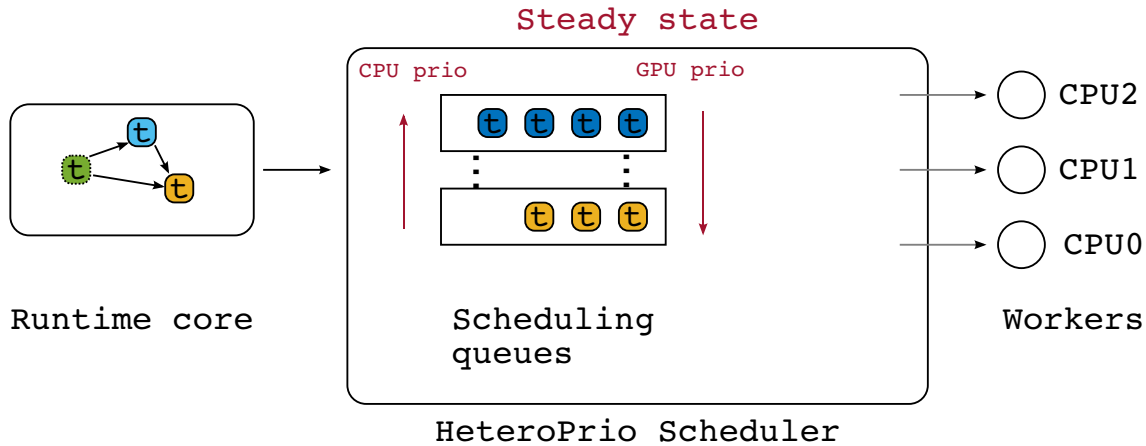 Steady state
CPU prio
GPU prio
t t t t
t
t
t
t t t
CPU2
CPU1
CPU0
Runtime core
Scheduling
queues
Workers
HeteroPrio Scheduler